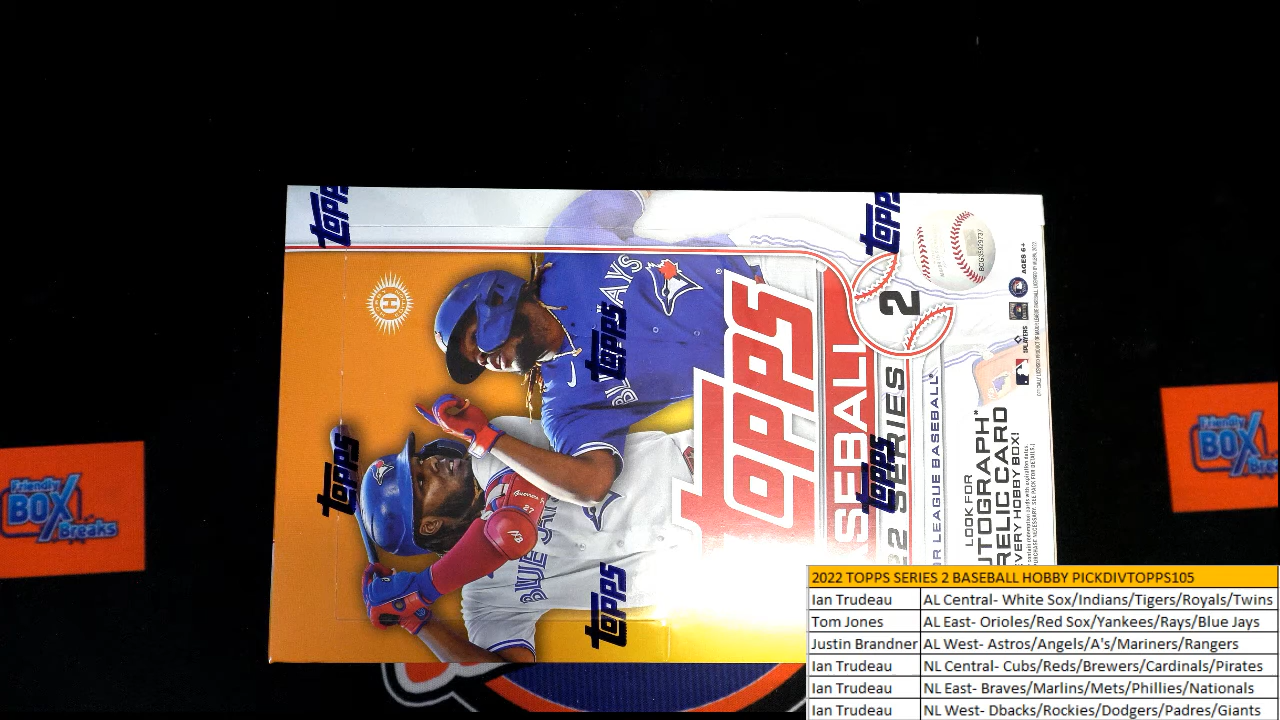 Topps
Topps
Topps
Topps
Topps
Topps
Topps
BLUE JAYS
BLUE JAYS
Guerrero Jr.
27
H
Topps
BASEBALL
2
SERIES
LEAGUE BASEBALL
LOOK FOR
AUTOGRAPH*
RELIC CARD
EVERY HOBBY BOX!
AGES 6+
Friendly
BOX
Breaks
Friendly
BOX
2022 TOPPS SERIES 2 BASEBALL HOBBY PICKDIVTOPPS105
Ian Trudeau AL Central- White Sox/Indians/Tigers/Royals/Twins
Tom Jones AL East- Orioles/Red Sox/Yankees/Rays/Blue Jays
Justin Brandner AL West- Astros/Angels/A's/Mariners/Rangers
Ian Trudeau NL Central- Cubs/Reds/Brewers/Cardinals/Pirates
Ian Trudeau NL East- Braves/Marlins/Mets/Phillies/Nationals
Ian Trudeau NL West- Dbacks/Rockies/Dodgers/Padres/Giants